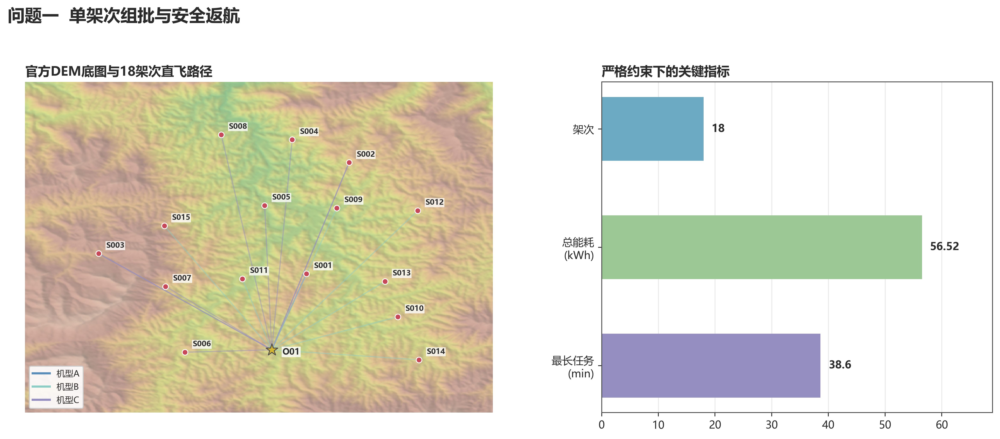 问题一 单架次组批与安全返航
官方DEM底图与18架次直飞路径
S008
S004
S002
S005
S009
S012
S015
S003
S011
S001
S007
S013
S010
S006
O01
S014
机型A
机型B
机型C
严格约束下的关键指标
架次
18
总能耗
(kWh)
56.52
最长任务
(min)
38.6
0 10 20 30 40 50 60